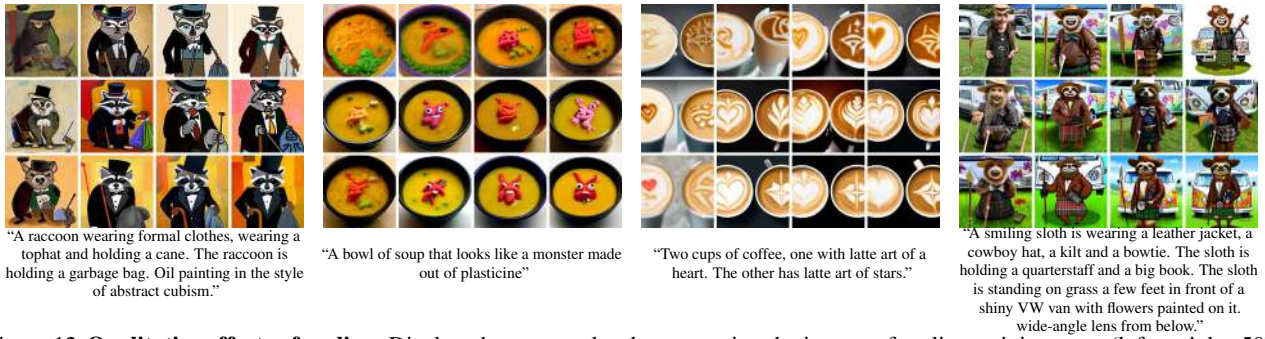 “A raccoon wearing formal clothes, wearing a
tophat and holding a cane. The raccoon is
holding a garbage bag. Oil painting in the style
of abstract cubism.”
“A bowl of soup that looks like a monster made
out of plasticine”
“Two cups of coffee, one with latte art of a
heart. The other has latte art of stars.”
“A smiling sloth is wearing a leather jacket, a
cowboy hat, a kilt and a bowtie. The sloth is
holding a quarterstaff and a big book. The sloth
is standing on grass a few feet in front of a
shiny VW van with flowers painted on it.
wide-angle lens from below.”